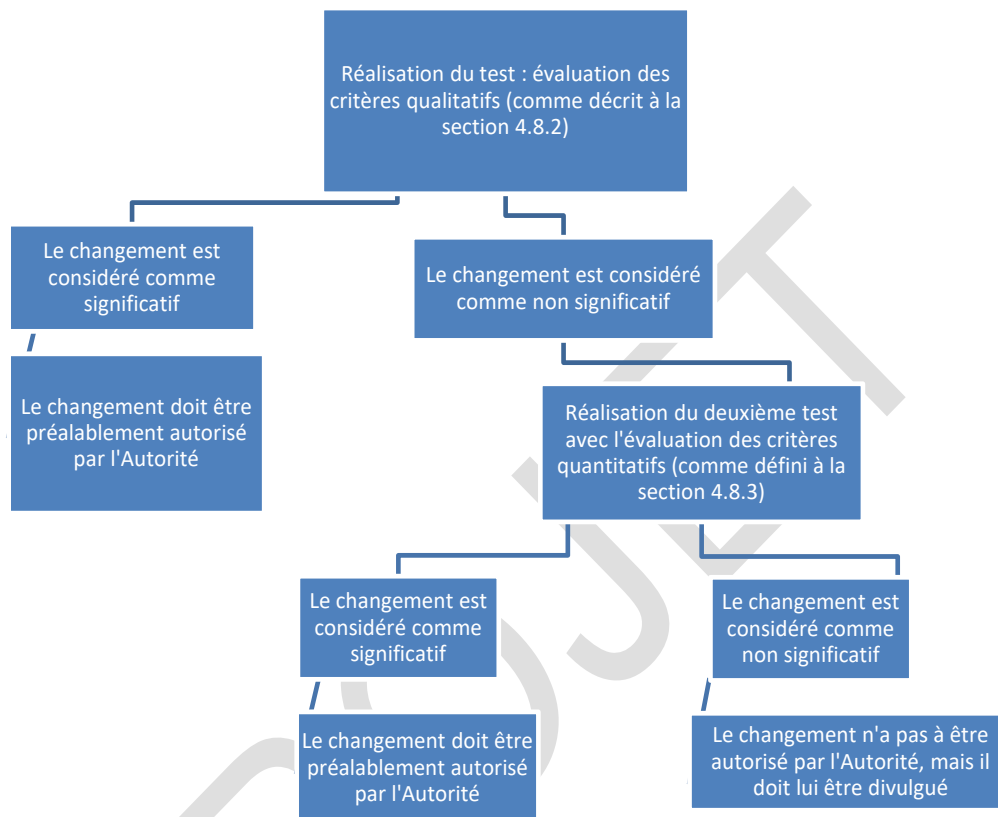 Réalisation du test : évaluation des
critères qualitatifs (comme décrit à la
section 4.8.2)
Le changement est
considéré comme
significatif
Le changement est considéré
comme non significatif
Le changement doit être
préalablement autorisé
par l'Autorité
Réalisation du deuxième test
avec l'évaluation des critères
quantitatifs (comme défini à la
section 4.8.3)
Le changement est
considéré comme
significatif
Le changement est
considéré comme
non significatif
Le changement doit être
préalablement autorisé
par l'Autorité
Le changement n'a pas à être
autorisé par l'Autorité, mais il
doit lui être divulgué